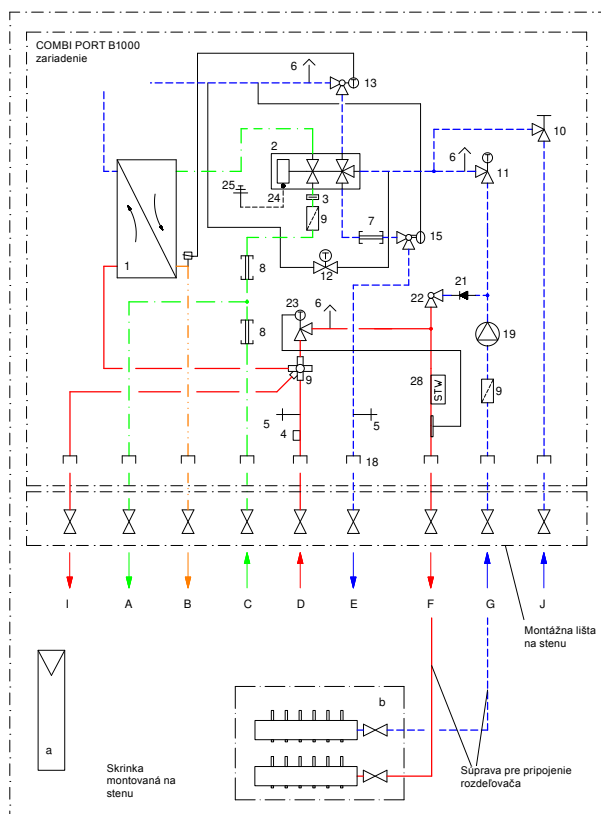 COMBI PORT B1000
zariadenie
6
13
10
2
6
11
25
24
3
9
7
15
1
8
12
21
23
6
22
8
19
9
28
STW
9
5
4
5
18
I A B C D E F G J
Montážna lišta
na stenu
b
a
Skrinka
montovaná na
stenu
Súprava pre pripojenie
rozdeľovača